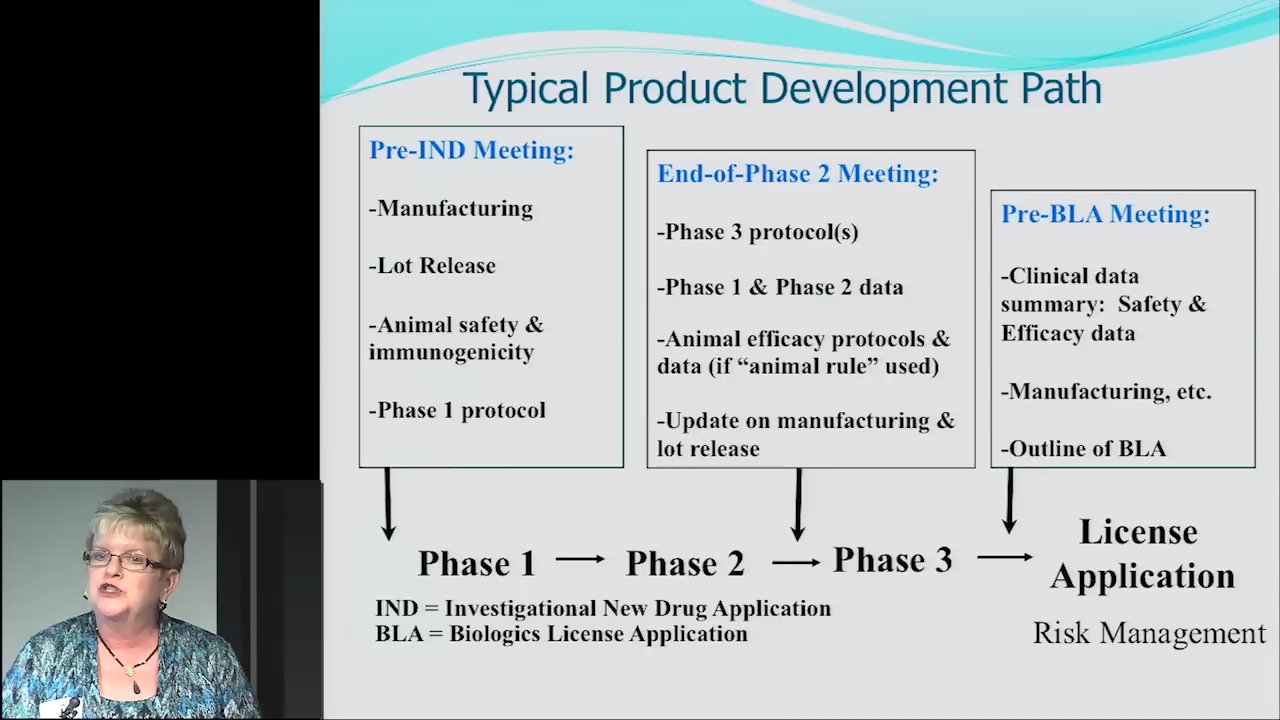 Typical Product Development Path
Pre-IND Meeting:
-Manufacturing
-Lot Release
-Animal safety &
immunogenicity
-Phase 1 protocol
End-of-Phase 2 Meeting:
-Phase 3 protocol(s)
-Phase 1 & Phase 2 data
-Animal efficacy protocols &
data (if “animal rule” used)
-Update on manufacturing &
lot release
Pre-BLA Meeting:
-Clinical data
summary: Safety &
Efficacy data
-Manufacturing, etc.
-Outline of BLA
Phase 1
Phase 2
Phase 3
License
Application
IND = Investigational New Drug Application
BLA = Biologics License Application
Risk Management